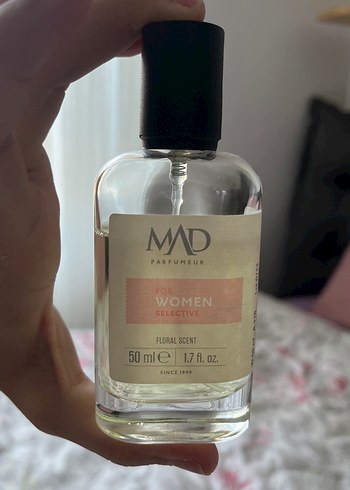 MAD
PARFUMEUR
FOR
WOMEN
SELECTIVE
FLORAL SCENT
50 ml ℮ 1.7 fl. oz.
SINCE 1999